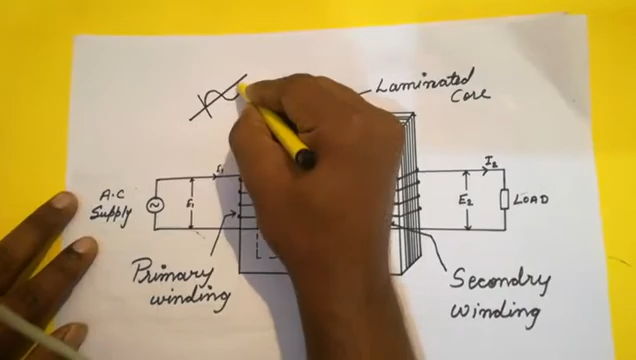 Laminated
Core
I₁
I₂
A.C
Supply
E₁
E₂
LOAD
Primary
winding
Secondry
winding